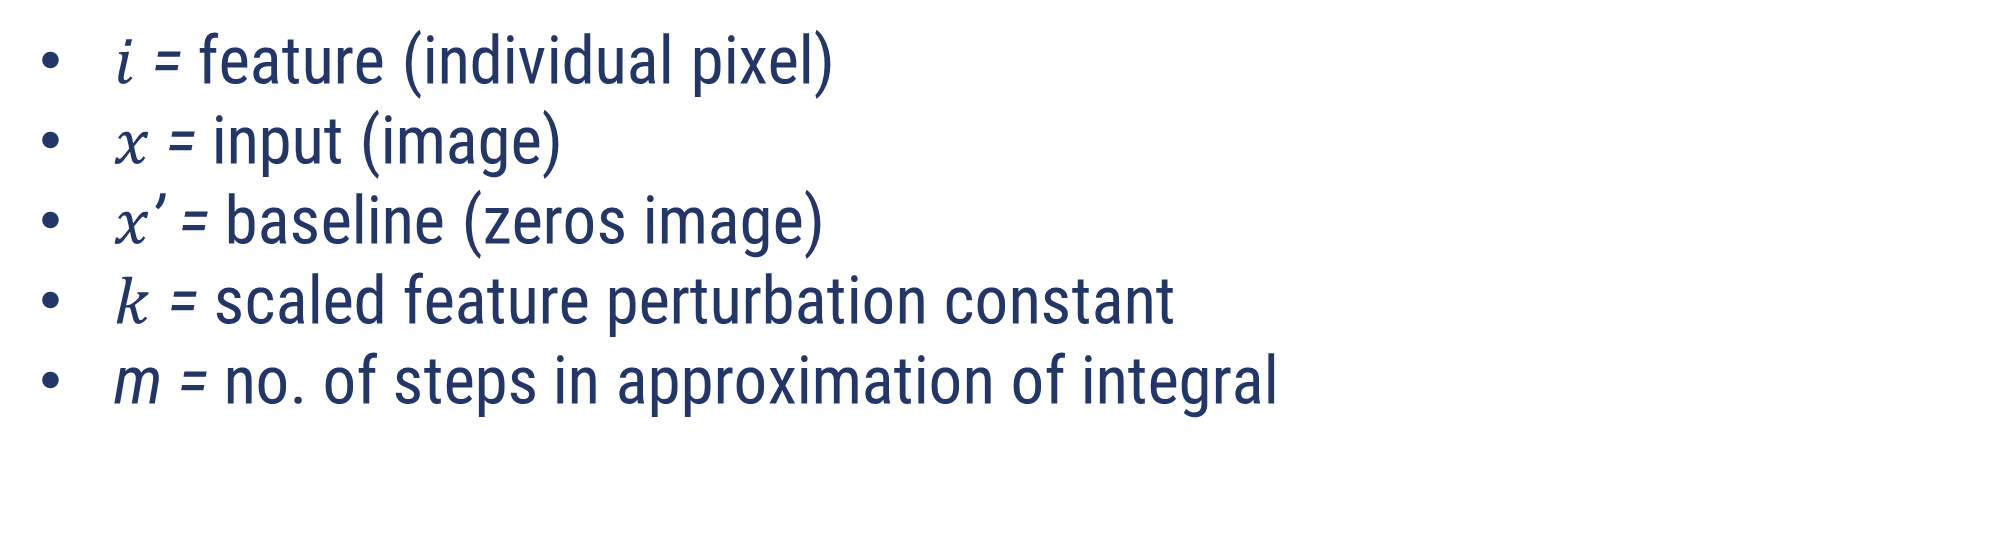 • i = feature (individual pixel)
• x = input (image)
• x’ = baseline (zeros image)
• k = scaled feature perturbation constant
• m = no. of steps in approximation of integral